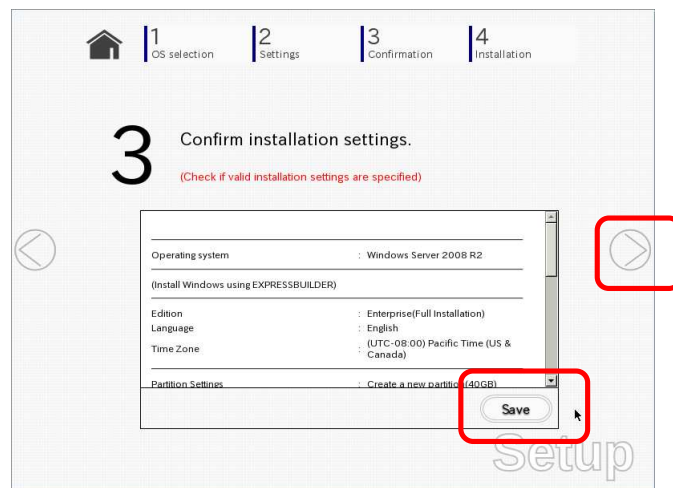 1 2 3 4
OS selection Settings Confirmation Installation
3 Confirm installation settings.
(Check if valid installation settings are specified)
Operating system : Windows Server 2008 R2
(Install Windows using EXPRESSBUILDER)
Edition : Enterprise(Full Installation)
Language : English
Time Zone : (UTC-08:00) Pacific Time (US &
Canada)
Partition Settings : Create a new partition(40GB)
Save
Setup